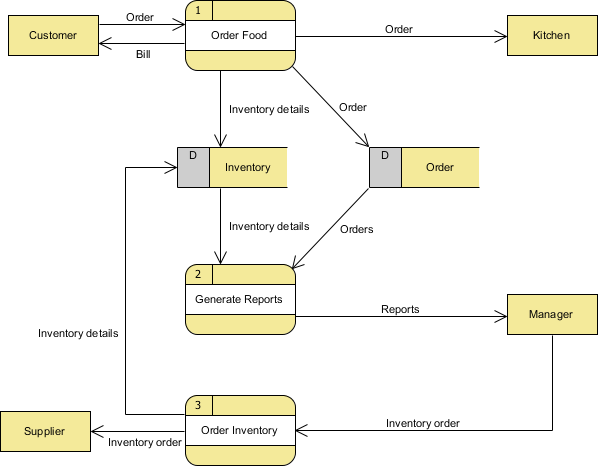 1
Order
Customer
Order Food
Order
Kitchen
Bill
Inventory details
Order
D
Inventory
D
Order
Inventory details
Orders
2
Generate Reports
Reports
Manager
Inventory details
3
Order Inventory
Inventory order
Supplier
Inventory order